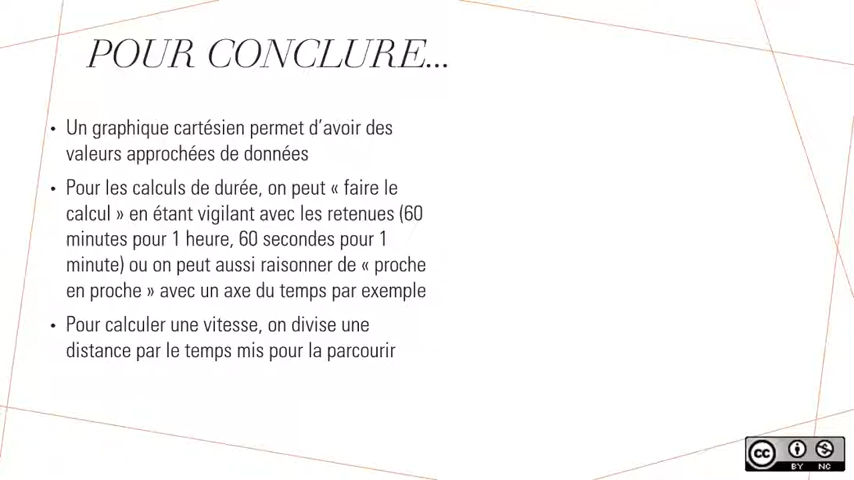 POUR CONCLURE...
• Un graphique cartésien permet d’avoir des
valeurs approchées de données
• Pour les calculs de durée, on peut « faire le
calcul » en étant vigilant avec les retenues (60
minutes pour 1 heure, 60 secondes pour 1
minute) ou on peut aussi raisonner de « proche
en proche » avec un axe du temps par exemple
• Pour calculer une vitesse, on divise une
distance par le temps mis pour la parcourir
cc
BY NC